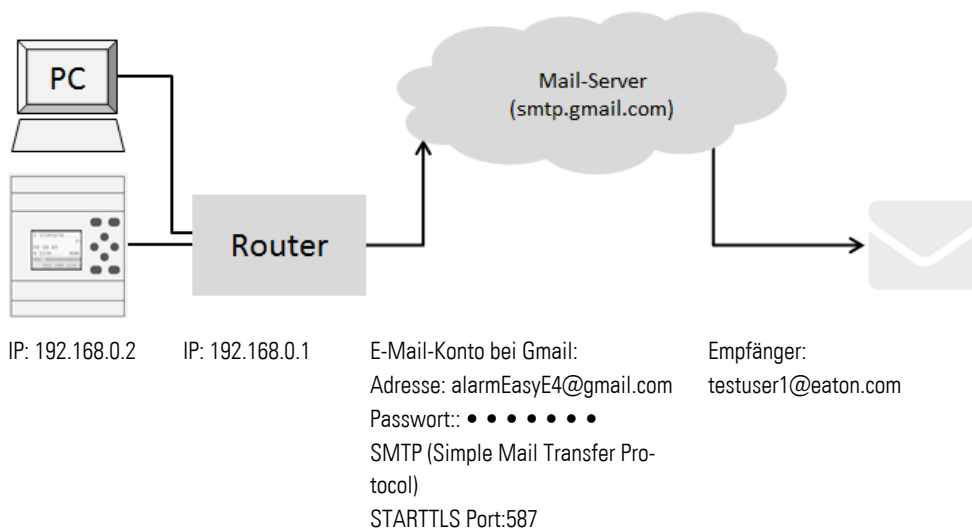 PC
Mail-Server
(smtp.gmail.com)
Router
IP: 192.168.0.2
IP: 192.168.0.1
E-Mail-Konto bei Gmail:
Adresse: alarmEasyE4@gmail.com
Passwort:: • • • • • • •
SMTP (Simple Mail Transfer Pro-
tocol)
STARTTLS Port:587
Empfänger:
testuser1@eaton.com